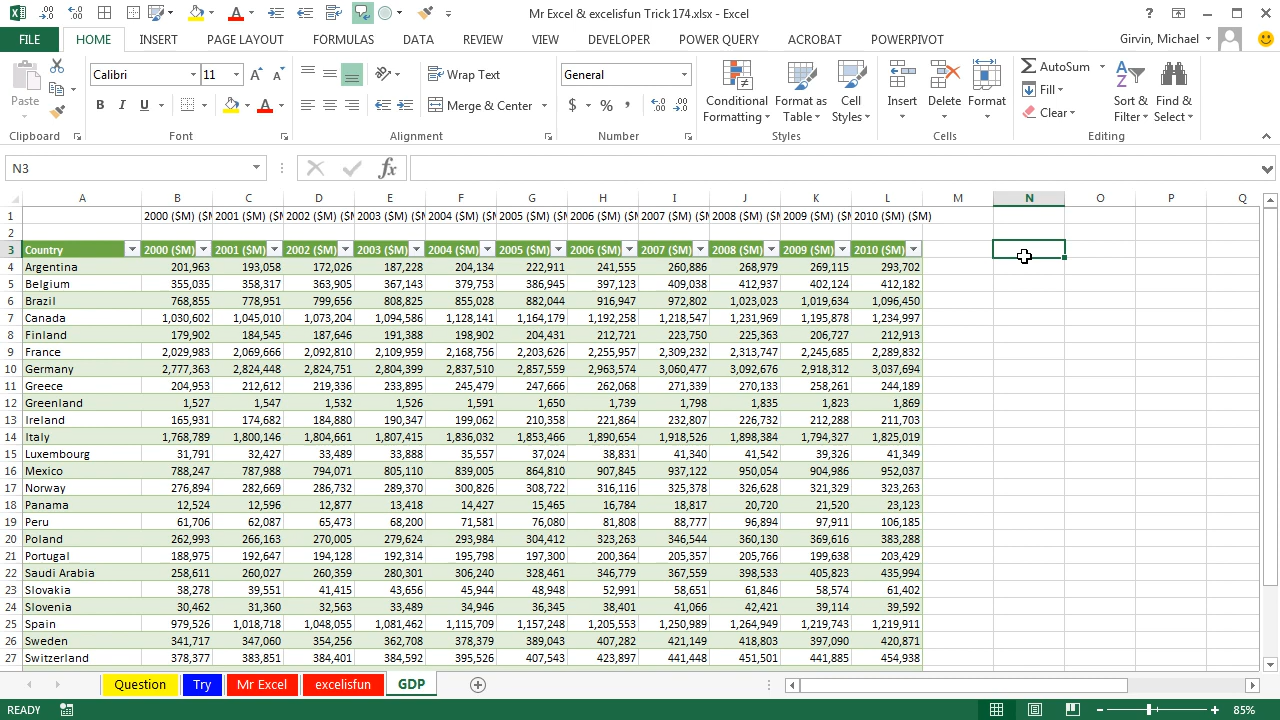 Mr Excel & excelisfun Trick 174.xlsx - Excel
FILE HOME INSERT PAGE LAYOUT FORMULAS DATA REVIEW VIEW DEVELOPER POWER QUERY ACROBAT POWERPIVOT Girvin, Michael
Paste Calibri 11 Wrap Text General AutoSum
Merge & Center Conditional Formatting Format as Table Cell Styles Insert Delete Format Fill Clear Sort & Filter Find & Select
Clipboard Font Alignment Number Styles Cells Editing
N3
A B C D E F G H I J K L M N O P Q
1 2000 ($M) ($M 2001 ($M) ($M 2002 ($M) ($M 2003 ($M) ($M 2004 ($M) ($M 2005 ($M) ($M 2006 ($M) ($M 2007 ($M) ($M 2008 ($M) ($M 2009 ($M) ($M 2010 ($M) ($M)
2
3 Country 2000 ($M) 2001 ($M) 2002 ($M) 2003 ($M) 2004 ($M) 2005 ($M) 2006 ($M) 2007 ($M) 2008 ($M) 2009 ($M) 2010 ($M)
4 Argentina 201,963 193,058 172,026 187,228 204,134 222,911 241,555 260,886 268,979 269,115 293,702
5 Belgium 355,035 358,317 363,905 367,143 379,753 386,945 397,123 409,038 412,937 402,124 412,182
6 Brazil 768,855 778,951 799,656 808,825 855,028 882,044 916,947 972,802 1,023,023 1,019,634 1,096,450
7 Canada 1,030,602 1,045,010 1,073,204 1,094,586 1,128,141 1,164,179 1,192,258 1,218,547 1,231,969 1,195,878 1,234,997
8 Finland 179,902 184,545 187,646 191,388 198,902 204,431 212,721 223,750 225,363 206,727 212,913
9 France 2,029,983 2,069,666 2,092,810 2,109,959 2,168,756 2,203,626 2,255,957 2,309,232 2,313,747 2,245,685 2,289,832
10 Germany 2,777,363 2,824,448 2,824,751 2,804,399 2,837,510 2,857,559 2,963,574 3,060,477 3,092,676 2,918,312 3,037,694
11 Greece 204,953 212,612 219,336 233,895 245,479 247,666 262,068 271,339 270,133 258,261 244,189
12 Greenland 1,527 1,547 1,532 1,526 1,591 1,650 1,739 1,798 1,835 1,823 1,869
13 Ireland 165,931 174,682 184,880 190,347 199,062 210,358 221,864 232,807 226,732 212,288 211,703
14 Italy 1,768,789 1,800,146 1,804,661 1,807,415 1,836,032 1,853,466 1,890,654 1,918,526 1,898,384 1,794,327 1,825,019
15 Luxembourg 31,791 32,427 33,489 33,888 35,557 37,024 38,831 41,340 41,542 39,326 41,349
16 Mexico 788,247 787,988 794,071 805,110 839,005 864,810 907,845 937,122 950,054 904,986 952,037
17 Norway 276,894 282,669 286,732 289,370 300,826 308,722 316,116 325,378 326,628 321,329 323,263
18 Panama 12,524 12,596 12,877 13,418 14,427 15,465 16,784 18,817 20,720 21,520 23,123
19 Peru 61,706 62,087 65,473 68,200 71,581 76,080 81,808 88,777 96,894 97,911 106,185
20 Poland 262,993 266,163 270,005 279,624 293,984 304,412 323,263 346,544 360,130 369,616 383,288
21 Portugal 188,975 192,647 194,128 192,314 195,798 197,300 200,364 205,357 205,766 199,638 203,429
22 Saudi Arabia 258,611 260,027 260,359 280,301 306,240 328,461 346,779 367,559 398,533 405,823 435,994
23 Slovakia 38,278 39,551 41,415 43,656 45,944 48,948 52,991 58,651 61,846 58,574 61,402
24 Slovenia 30,462 31,360 32,563 33,489 34,946 36,345 38,401 41,066 42,421 39,114 39,592
25 Spain 979,526 1,018,718 1,048,055 1,081,462 1,115,709 1,157,248 1,205,553 1,250,989 1,264,949 1,219,743 1,219,911
26 Sweden 341,717 347,060 354,256 362,708 378,379 389,043 407,282 421,149 418,803 397,090 420,871
27 Switzerland 378,377 383,851 384,401 384,592 395,526 407,543 423,897 441,448 451,501 441,885 454,938
Question Try Mr Excel excelisfun GDP
READY 85%